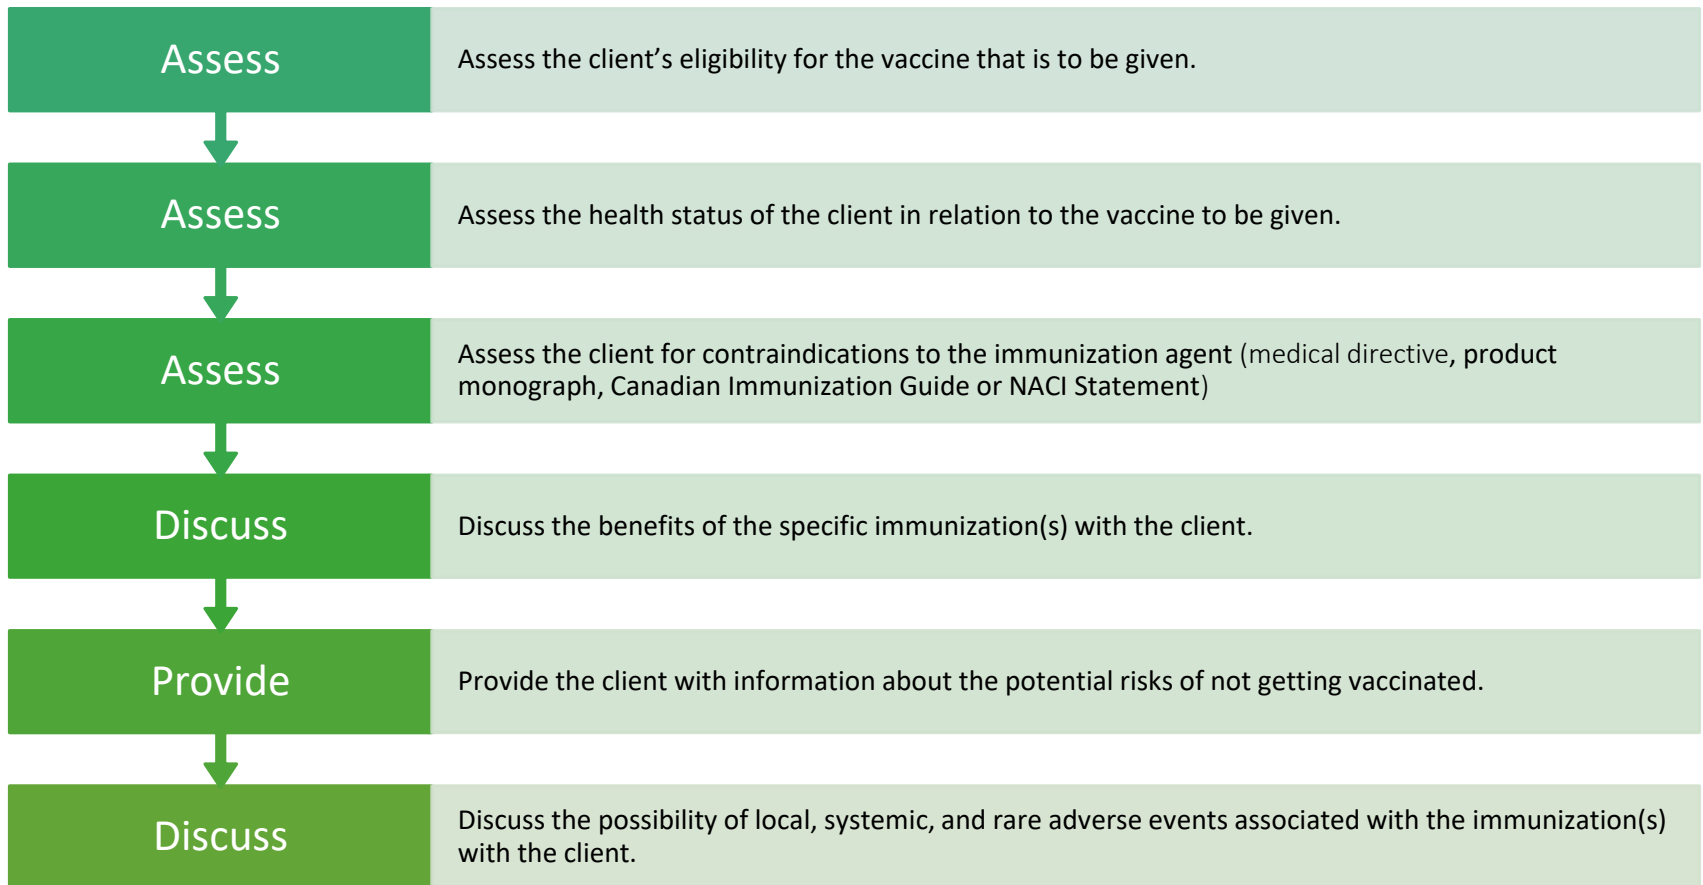 Assess
Assess the client’s eligibility for the vaccine that is to be given.
Assess
Assess the health status of the client in relation to the vaccine to be given.
Assess
Assess the client for contraindications to the immunization agent (medical directive, product
monograph, Canadian Immunization Guide or NACI Statement)
Discuss
Discuss the benefits of the specific immunization(s) with the client.
Provide
Provide the client with information about the potential risks of not getting vaccinated.
Discuss
Discuss the possibility of local, systemic, and rare adverse events associated with the immunization(s)
with the client.